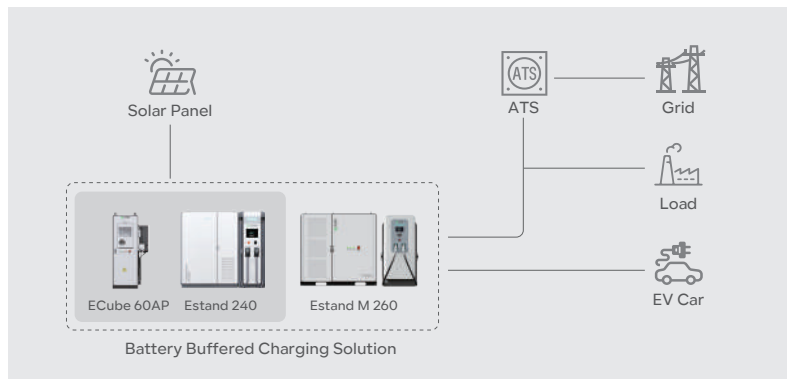 Solar Panel
ATS
ATS
Grid
Load
ECube 60AP
Estand 240
Estand M 260
EV Car
Battery Buffered Charging Solution